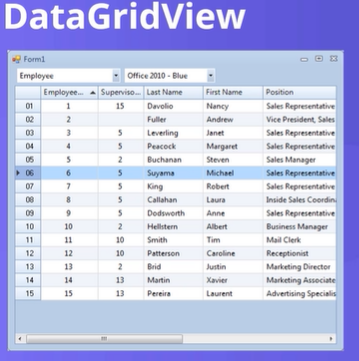 DataGridView
Form1
Employee Office 2010 - Blue
Employee... Superviso... Last Name First Name Position
01 1 15 Davolio Nancy Sales Representative
02 2 Fuller Andrew Vice President, Sales
03 3 5 Leverling Janet Sales Representative
04 4 5 Peacock Margaret Sales Representative
05 5 2 Buchanan Steven Sales Manager
06 6 5 Suyama Michael Sales Representative
07 7 5 King Robert Sales Representative
08 8 5 Callahan Laura Inside Sales Coordin
09 9 5 Dodsworth Anne Sales Representative
10 10 2 Hellstern Albert Business Manager
11 11 10 Smith Tim Mail Clerk
12 12 10 Patterson Caroline Receptionist
13 13 2 Brid Justin Marketing Director
14 14 13 Martin Xavier Marketing Associate
15 15 13 Pereira Laurent Advertising Specialis